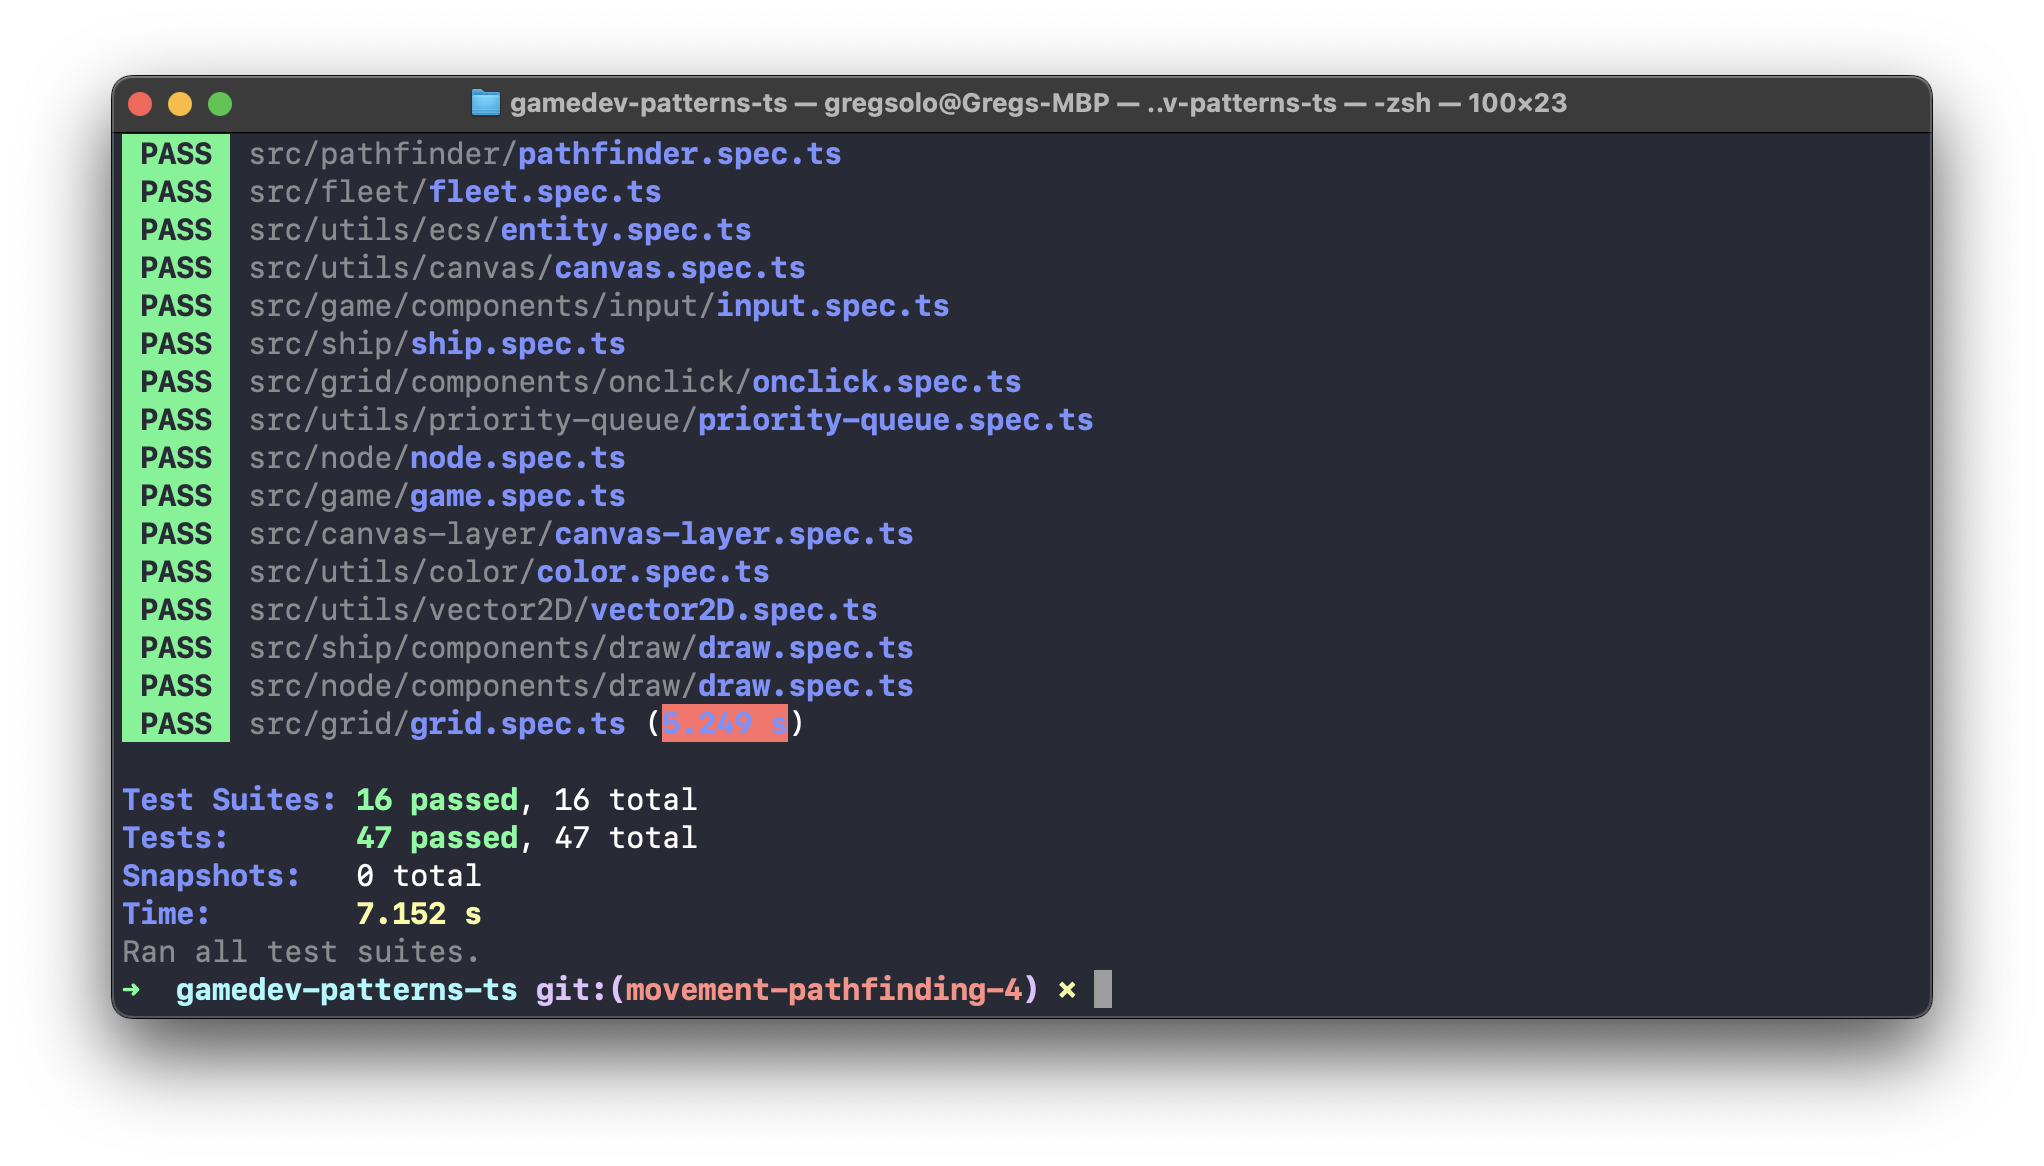 gamedev-patterns-ts — gregsolo@Gregs-MBP — ..v-patterns-ts — -zsh — 100×23
PASS src/pathfinder/pathfinder.spec.ts
PASS src/fleet/fleet.spec.ts
PASS src/utils/ecs/entity.spec.ts
PASS src/utils/canvas/canvas.spec.ts
PASS src/game/components/input/input.spec.ts
PASS src/ship/ship.spec.ts
PASS src/grid/components/onclick/onclick.spec.ts
PASS src/utils/priority-queue/priority-queue.spec.ts
PASS src/node/node.spec.ts
PASS src/game/game.spec.ts
PASS src/canvas-layer/canvas-layer.spec.ts
PASS src/utils/color/color.spec.ts
PASS src/utils/vector2D/vector2D.spec.ts
PASS src/ship/components/draw/draw.spec.ts
PASS src/node/components/draw/draw.spec.ts
PASS src/grid/grid.spec.ts (5.249 s)
Test Suites: 16 passed, 16 total
Tests: 47 passed, 47 total
Snapshots: 0 total
Time: 7.152 s
Ran all test suites.
➜ gamedev-patterns-ts git:(movement-pathfinding-4) ✗